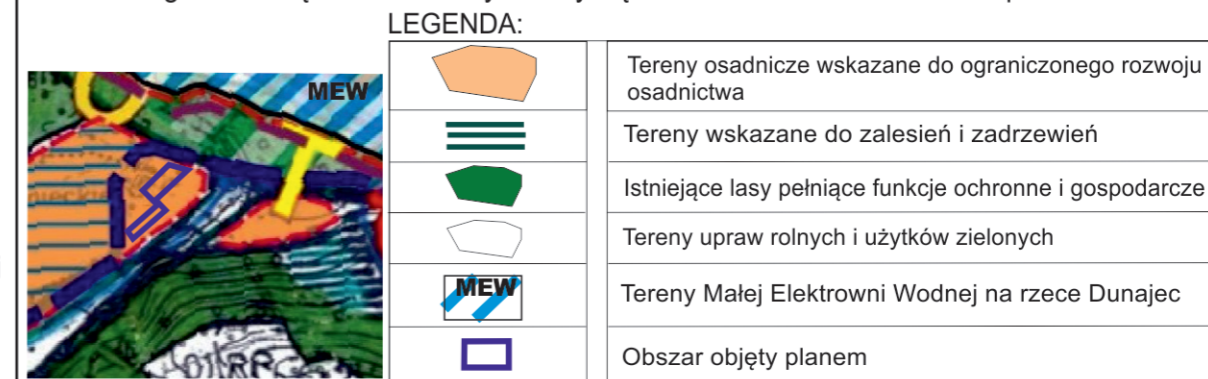 LEGENDA:
MEW
Tereny osadnicze wskazane do ograniczonego rozwoju
osadnictwa
Tereny wskazane do zalesień i zadrzewień
Istniejące lasy pełniące funkcje ochronne i gospodarcze
Tereny upraw rolnych i użytków zielonych
MEW
Tereny Małej Elektrowni Wodnej na rzece Dunajec
Obszar objęty planem